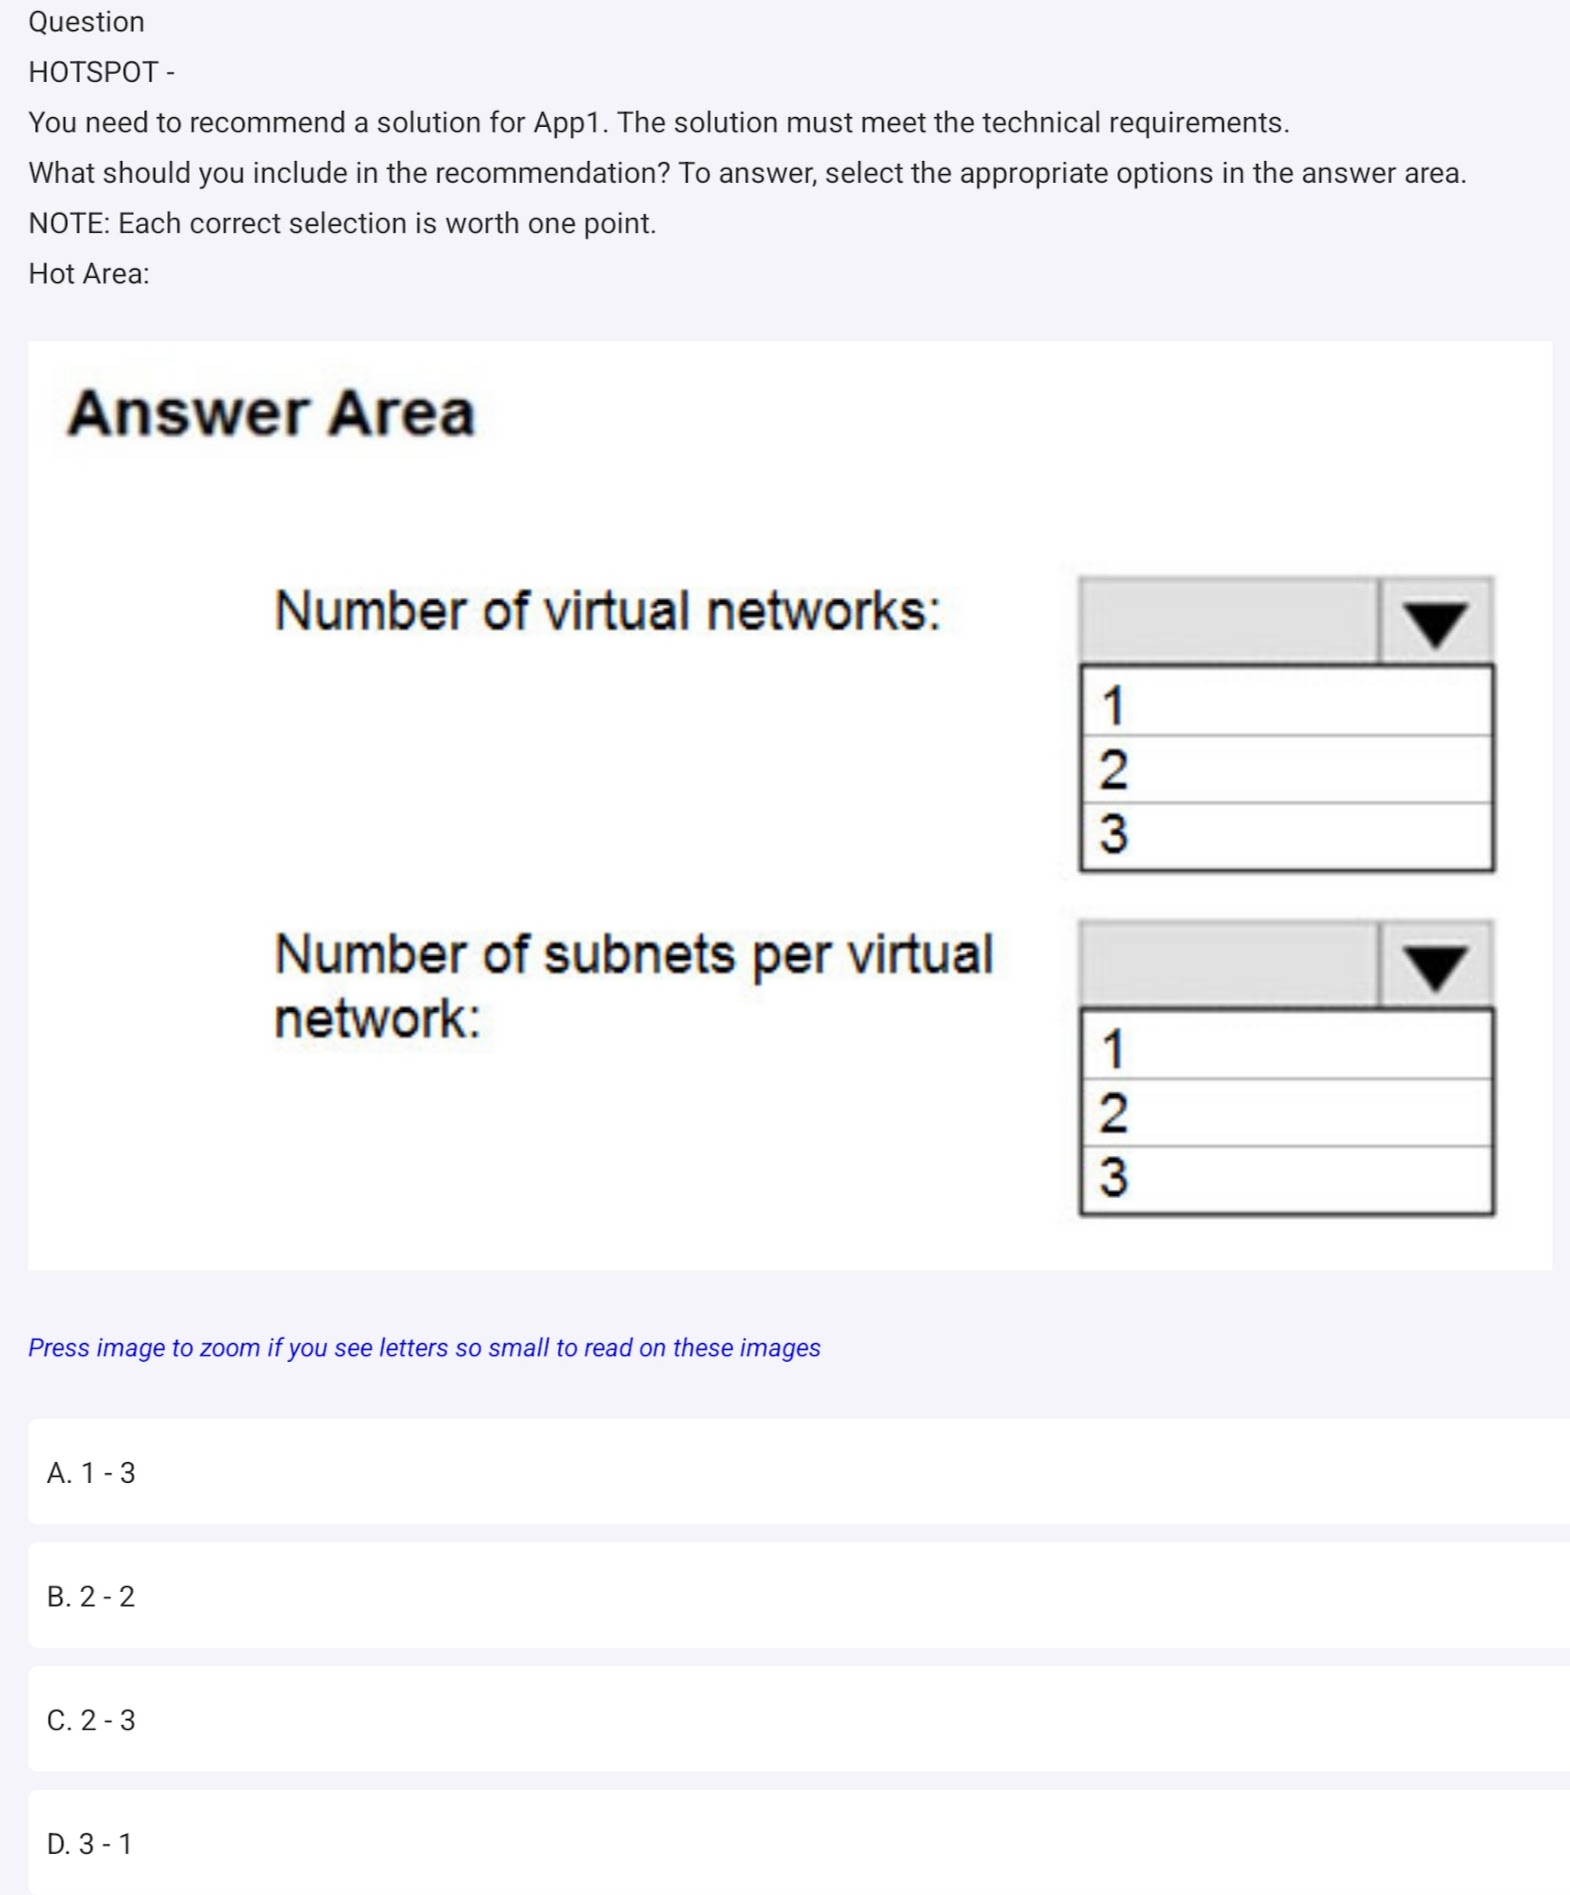 Question
HOTSPOT -
You need to recommend a solution for App1. The solution must meet the technical requirements.
What should you include in the recommendation? To answer, select the appropriate options in the answer area.
NOTE: Each correct selection is worth one point.
Hot Area:
Answer Area
Number of virtual networks:
1
2
3
Number of subnets per virtual
network:
1
2
3
Press image to zoom if you see letters so small to read on these images
A. 1 - 3
B. 2 - 2
C. 2 - 3
D. 3 - 1